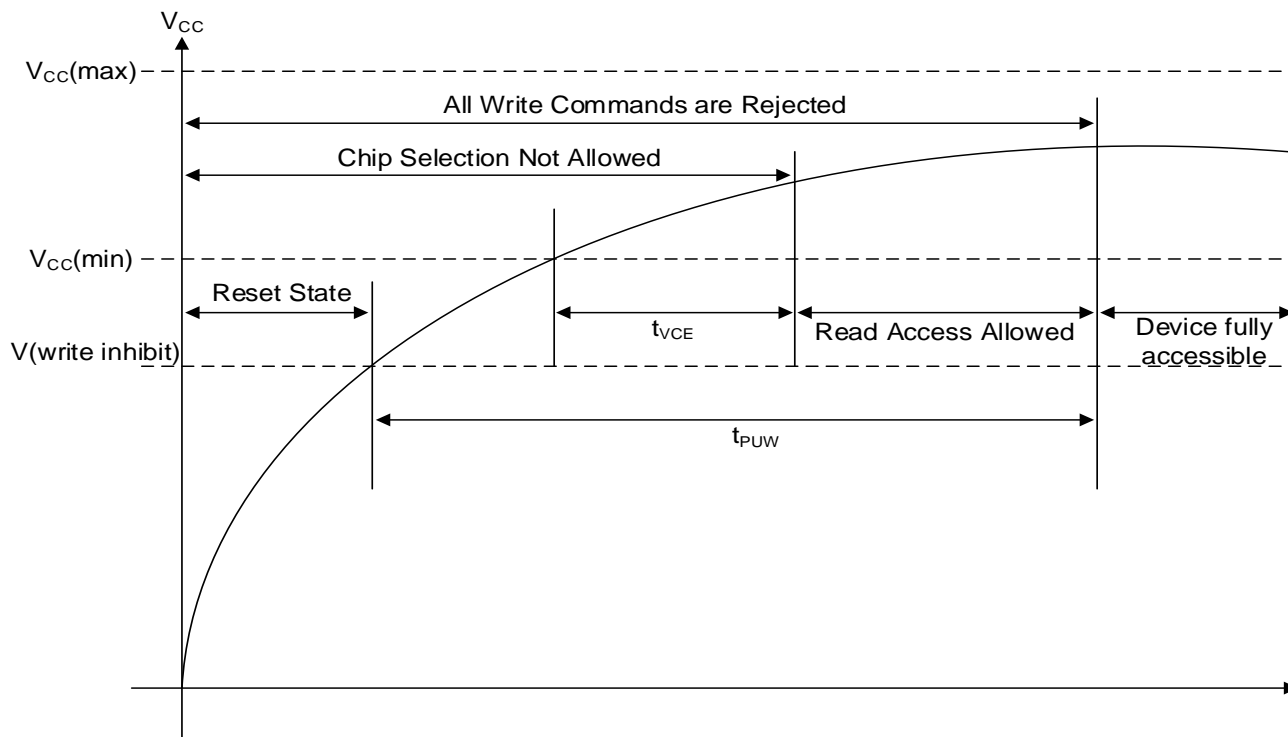 VCC
VCC(max)
All Write Commands are Rejected
Chip Selection Not Allowed
VCC(min)
Reset State
tVCE
Read Access Allowed
Device fully
accessible
V(write inhibit)
tPUW